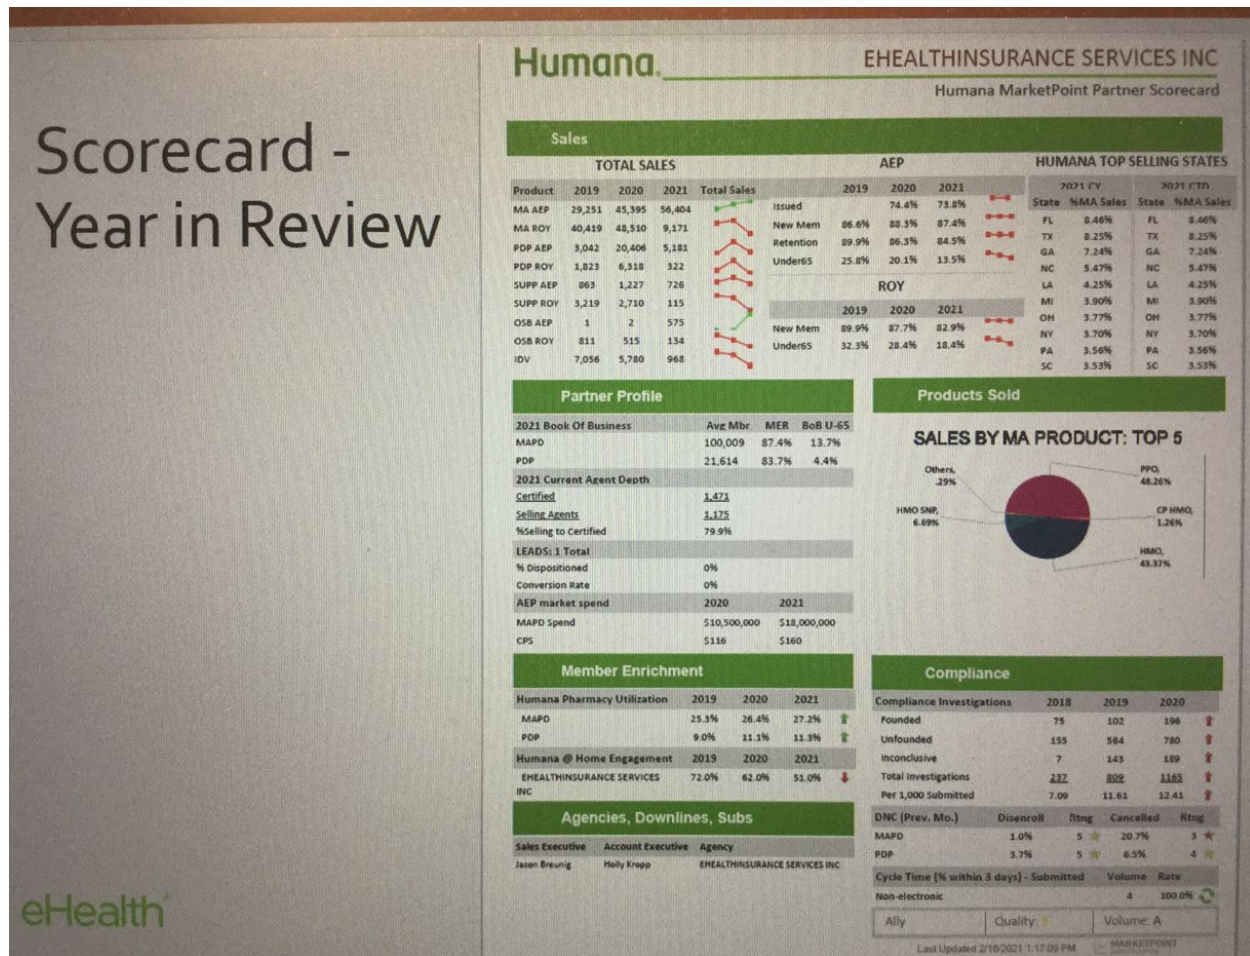 Scorecard -
Year in Review
eHealth
Humana.
EHEALTHINSURANCE SERVICES INC
Humana MarketPoint Partner Scorecard
Sales
TOTAL SALES
Product 2019 2020 2021 Total Sales
MA AEP 29,251 45,395 56,404
MA ROY 40,419 48,510 9,171
PDP AEP 3,042 20,406 5,181
PDP ROY 1,823 6,318 322
SUPP AEP 863 1,227 726
SUPP ROY 3,219 2,710 115
OSB AEP 1 2 575
OSB ROY 811 515 134
IDV 7,056 5,780 968
AEP
2019 2020 2021
Issued 74.4% 73.8%
New Mem 86.6% 88.3% 87.4%
Retention 89.9% 86.3% 84.5%
Under65 25.8% 20.1% 13.5%
ROY
2019 2020 2021
New Mem 89.9% 87.7% 82.9%
Under65 32.3% 28.4% 18.4%
HUMANA TOP SELLING STATES
2021 CY 2021 CTD
State %MA Sales State %MA Sales
FL 8.46% FL 8.46%
TX 8.25% TX 8.25%
GA 7.24% GA 7.24%
NC 5.47% NC 5.47%
LA 4.25% LA 4.25%
MI 3.90% MI 3.90%
OH 3.77% OH 3.77%
NY 3.70% NY 3.70%
PA 3.56% PA 3.56%
SC 3.53% SC 3.53%
Partner Profile
2021 Book Of Business Avg Mbr MER BoB U-65
MAPD 100,009 87.4% 13.7%
PDP 21,614 83.7% 4.4%
2021 Current Agent Depth
Certified 1,471
Selling Agents 1,175
%Selling to Certified 79.9%
LEADS: 1 Total
% Dispositioned 0%
Conversion Rate 0%
AEP market spend 2020 2021
MAPD Spend $10,500,000 $18,000,000
CPS $116 $160
Products Sold
SALES BY MA PRODUCT: TOP 5
Others, .29%
PPO, 48.26%
HMO SNP, 6.69%
CP HMO, 1.26%
HMO, 43.37%
Member Enrichment
Humana Pharmacy Utilization 2019 2020 2021
MAPD 25.3% 26.4% 27.2%
PDP 9.0% 11.1% 11.3%
Humana @ Home Engagement 2019 2020 2021
EHEALTHINSURANCE SERVICES 72.0% 62.0% 51.0%
INC
Agencies, Downlines, Subs
Sales Executive Account Executive Agency
Jason Breunig Holly Kropp EHEALTHINSURANCE SERVICES INC
Compliance
Compliance Investigations 2018 2019 2020
Founded 75 102 196
Unfounded 155 564 780
Inconclusive 7 143 189
Total Investigations 237 809 1165
Per 1,000 Submitted 7.09 11.61 12.41
DNC (Prev. Mo.) Disenroll Rtng Cancelled Rtng
MAPD 1.0% 5 20.7% 3
PDP 3.7% 5 6.5% 4
Cycle Time (% within 3 days) - Submitted Volume Rate
Non-electronic 4 100.0%
Ally Quality: Volume: A
Last Updated 2/16/2021 1:17:09 PM MARKETPOINT